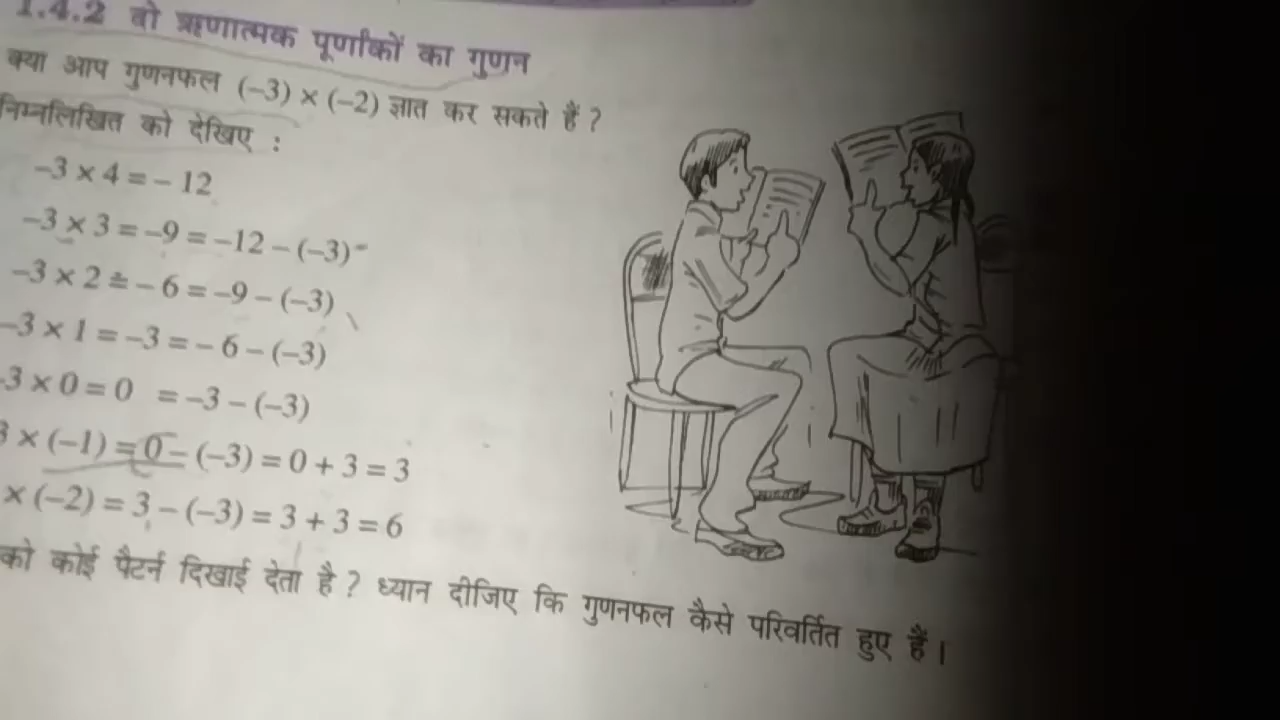 1.4.2 दो ऋणात्मक पूर्णांकों का गुणन
क्या आप गुणनफल (–3) × (–2) ज्ञात कर सकते हैं ?
निम्नलिखित को देखिए :
–3 × 4 = – 12
–3 × 3 = –9 = –12 – (–3)
–3 × 2 = – 6 = –9 – (–3)
–3 × 1 = –3 = – 6 – (–3)
-3 × 0 = 0 = –3 – (–3)
3 × (–1) = 0 – (–3) = 0 + 3 = 3
× (–2) = 3 – (–3) = 3 + 3 = 6
को कोई पैटर्न दिखाई देता है ? ध्यान दीजिए कि गुणनफल कैसे परिवर्तित हुए हैं।